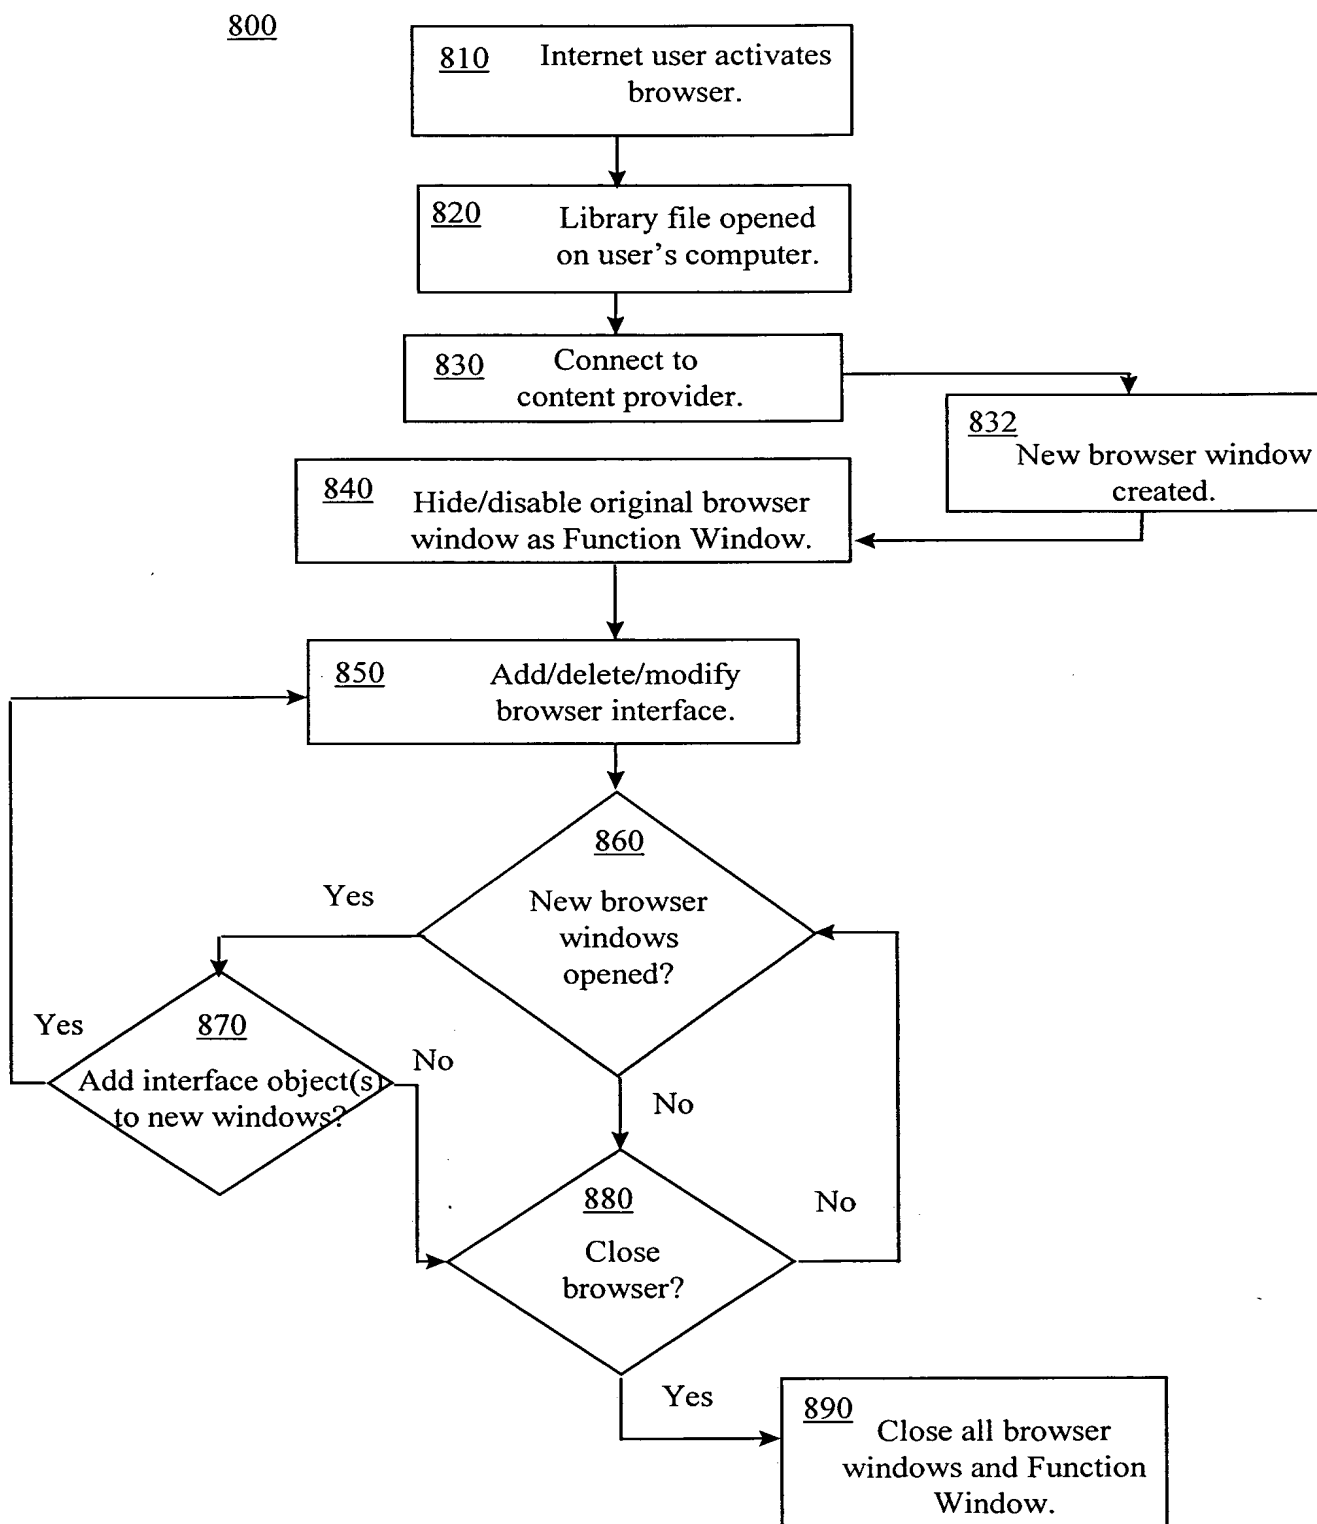 800
810 Internet user activates
browser.
820 Library file opened
on user's computer.
830 Connect to
content provider.
832
New browser window
created.
840 Hide/disable original browser
window as Function Window.
850 Add/delete/modify
browser interface.
860
New browser
windows
opened?
Yes
No
870
Add interface object(s)
to new windows?
Yes
No
880
Close
browser?
No
Yes
890
Close all browser
windows and Function
Window.